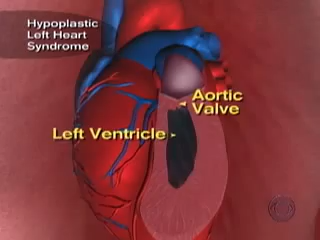 Hypoplastic
Left Heart
Syndrome
Aortic
Valve
Left Ventricle